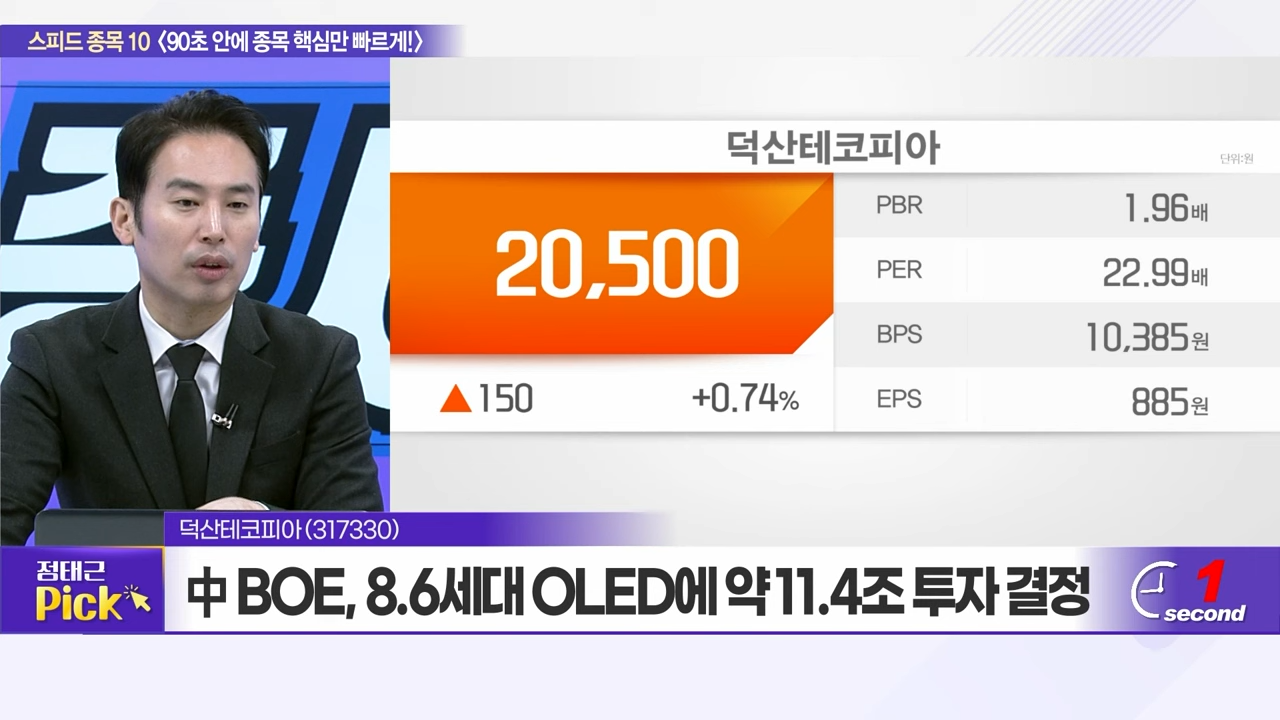 스피드 종목 10 〈90초 안에 종목 핵심만 빠르게!〉
덕산테코피아
단위:원
20,500
▲150 +0.74%
PBR 1.96배
PER 22.99배
BPS 10,385원
EPS 885원
덕산테코피아(317330)
정태근
Pick
中 BOE, 8.6세대 OLED에 약 11.4조 투자 결정
1
second